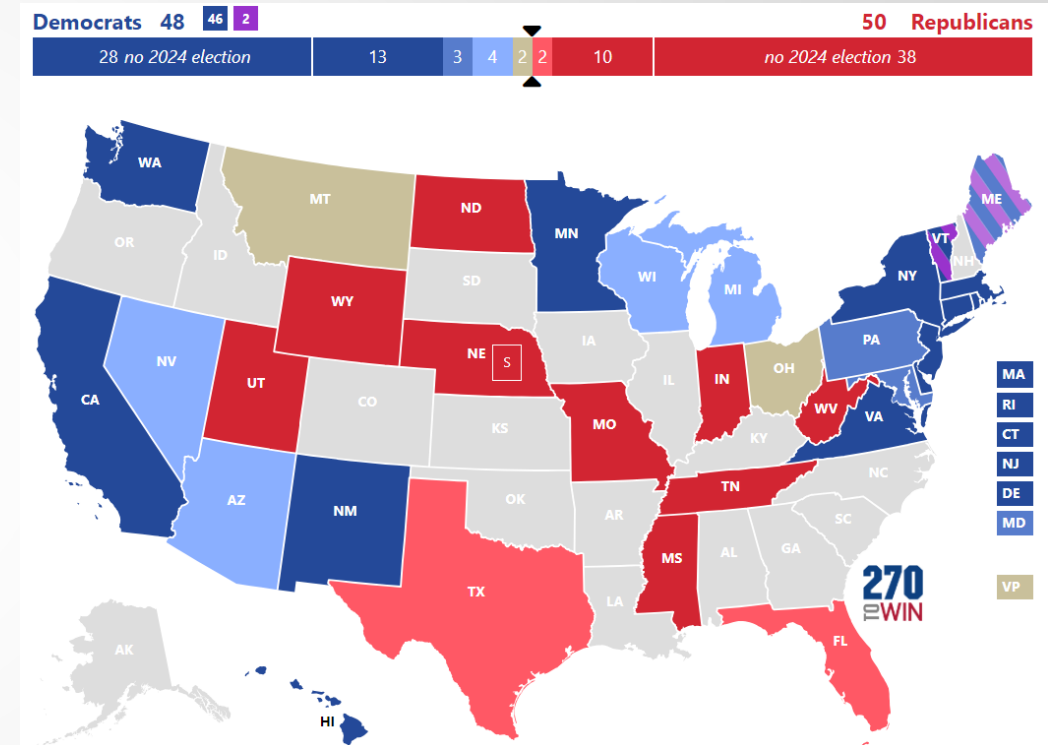 Democrats 48 46 2 50 Republicans
28 no 2024 election 13 3 4 2 2 10 no 2024 election 38
WA
MT
ND
MN
ME
OR
ID
VT
NH
SD
WI
NY
MI
WY
IA
PA
NE S
NV
UT
IL
IN
OH
MA
CA
CO
RI
WV
VA
MO
KS
CT
KY
NJ
TN
NC
DE
AZ
NM
OK
AR
SC
MD
MS
AL
GA
TX
LA
270
TO WIN
VP
FL
AK
HI